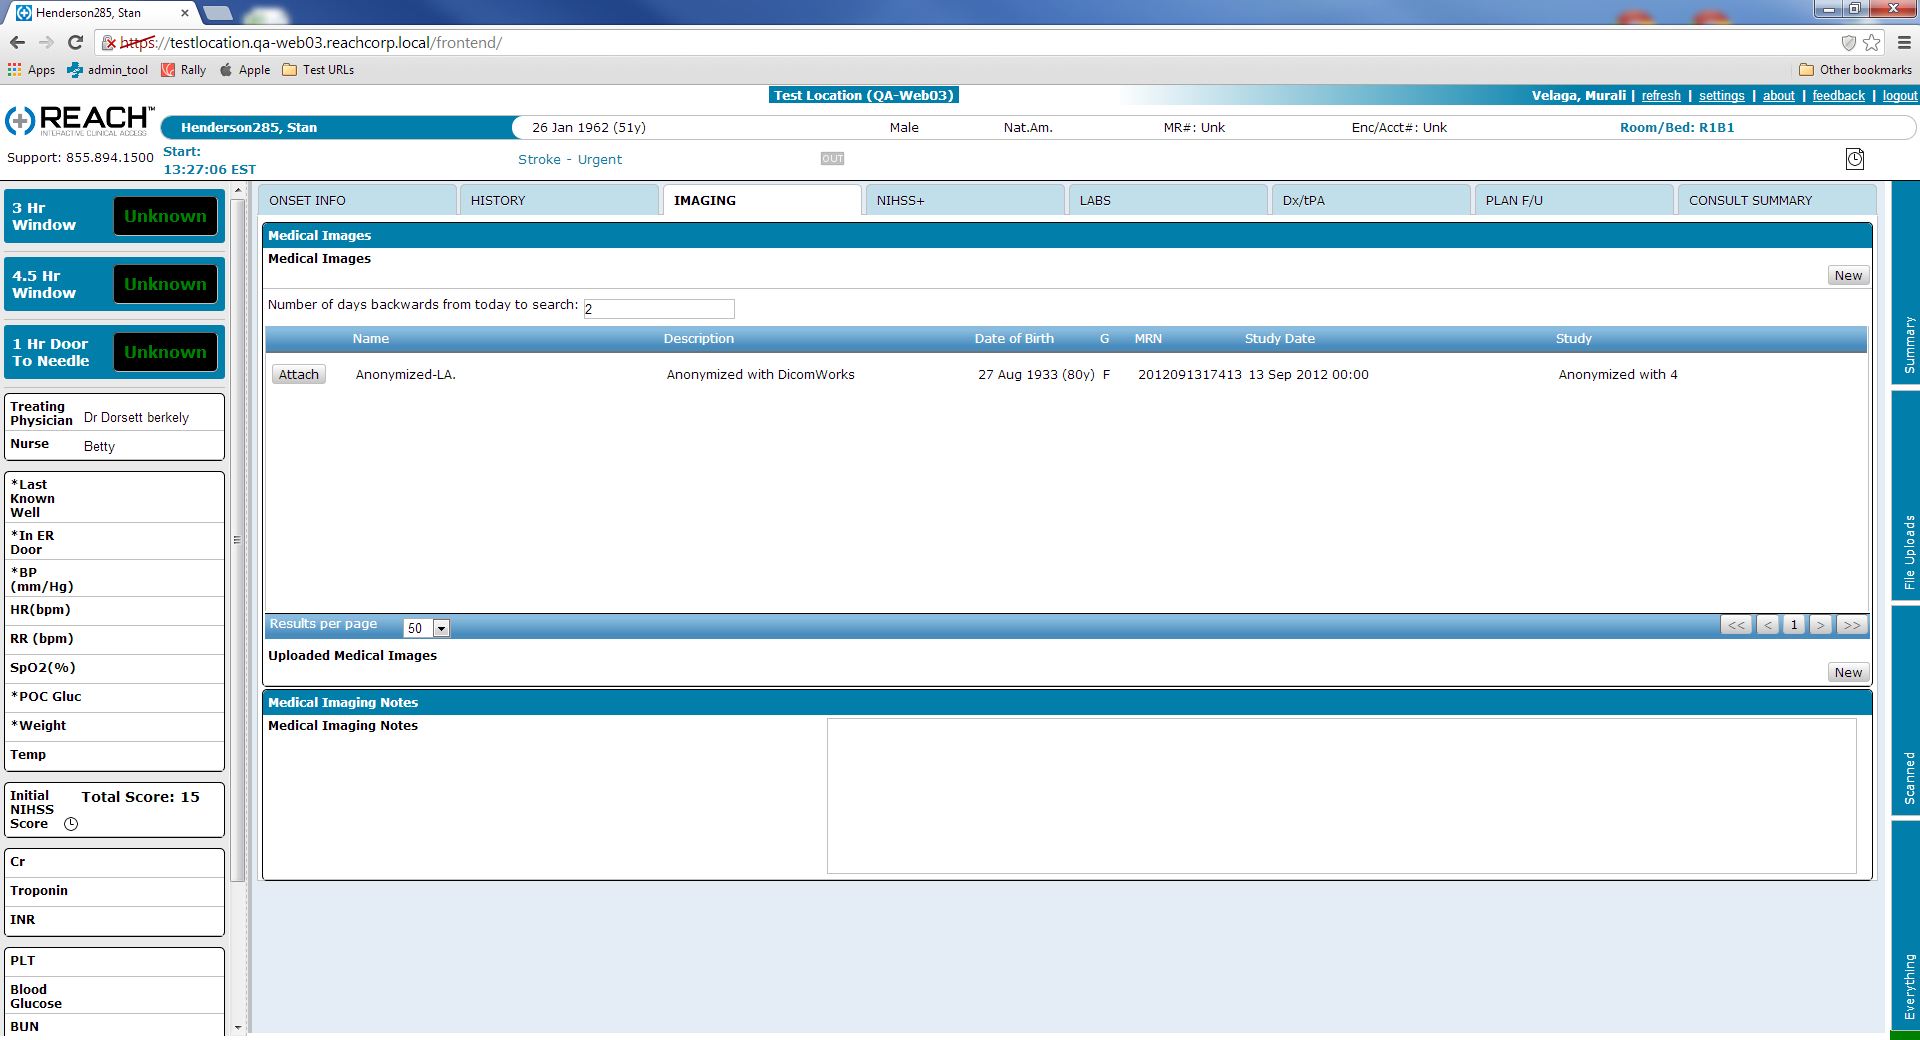 Henderson285, Stan
https://testlocation.qa-web03.reachcorp.local/frontend/
Apps admin_tool Rally Apple Test URLs Other bookmarks
Test Location (QA-Web03) Velaga, Murali | refresh | settings | about | feedback | logout
REACH™
INTERACTIVE CLINICAL ACCESS
Henderson285, Stan 26 Jan 1962 (51y) Male Nat.Am. MR#: Unk Enc/Acct#: Unk Room/Bed: R1B1
Support: 855.894.1500 Start:
13:27:06 EST
Stroke - Urgent OUT
3 Hr
Window
Unknown
4.5 Hr
Window
Unknown
1 Hr Door
To Needle
Unknown
Treating
Physician Dr Dorsett berkely
Nurse Betty
*Last
Known
Well
*In ER
Door
*BP
(mm/Hg)
HR(bpm)
RR (bpm)
SpO2(%)
*POC Gluc
*Weight
Temp
Initial
NIHSS
Score
Total Score: 15
Cr
Troponin
INR
PLT
Blood
Glucose
BUN
ONSET INFO HISTORY IMAGING NIHSS+ LABS Dx/tPA PLAN F/U CONSULT SUMMARY
Medical Images
Medical Images
New
Number of days backwards from today to search: 2
Name Description Date of Birth G MRN Study Date Study
Attach Anonymized-LA. Anonymized with DicomWorks 27 Aug 1933 (80y) F 2012091317413 13 Sep 2012 00:00 Anonymized with 4
Results per page 50 << < 1 > >>
Uploaded Medical Images
New
Medical Imaging Notes
Medical Imaging Notes
Summary
File Uploads
Scanned
Everything